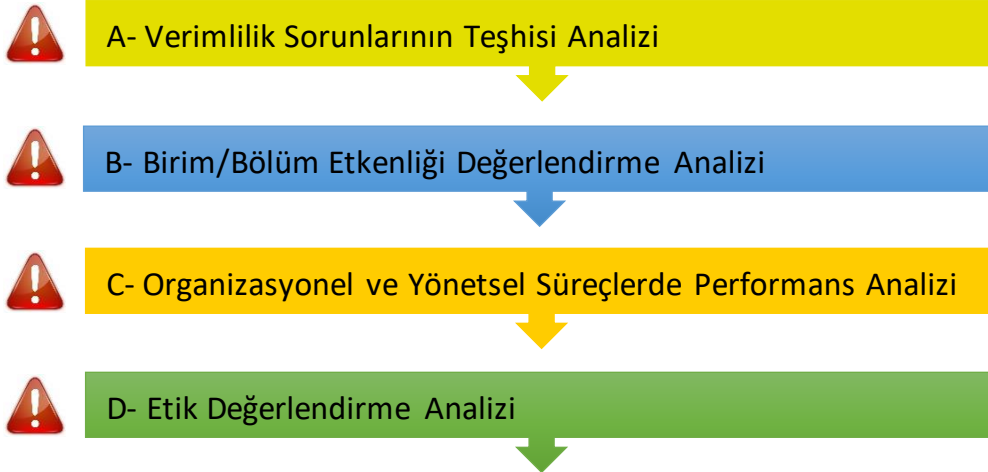 A- Verimlilik Sorunlarının Teşhisi Analizi
B- Birim/Bölüm Etkenliği Değerlendirme Analizi
C- Organizasyonel ve Yönetsel Süreçlerde Performans Analizi
D- Etik Değerlendirme Analizi